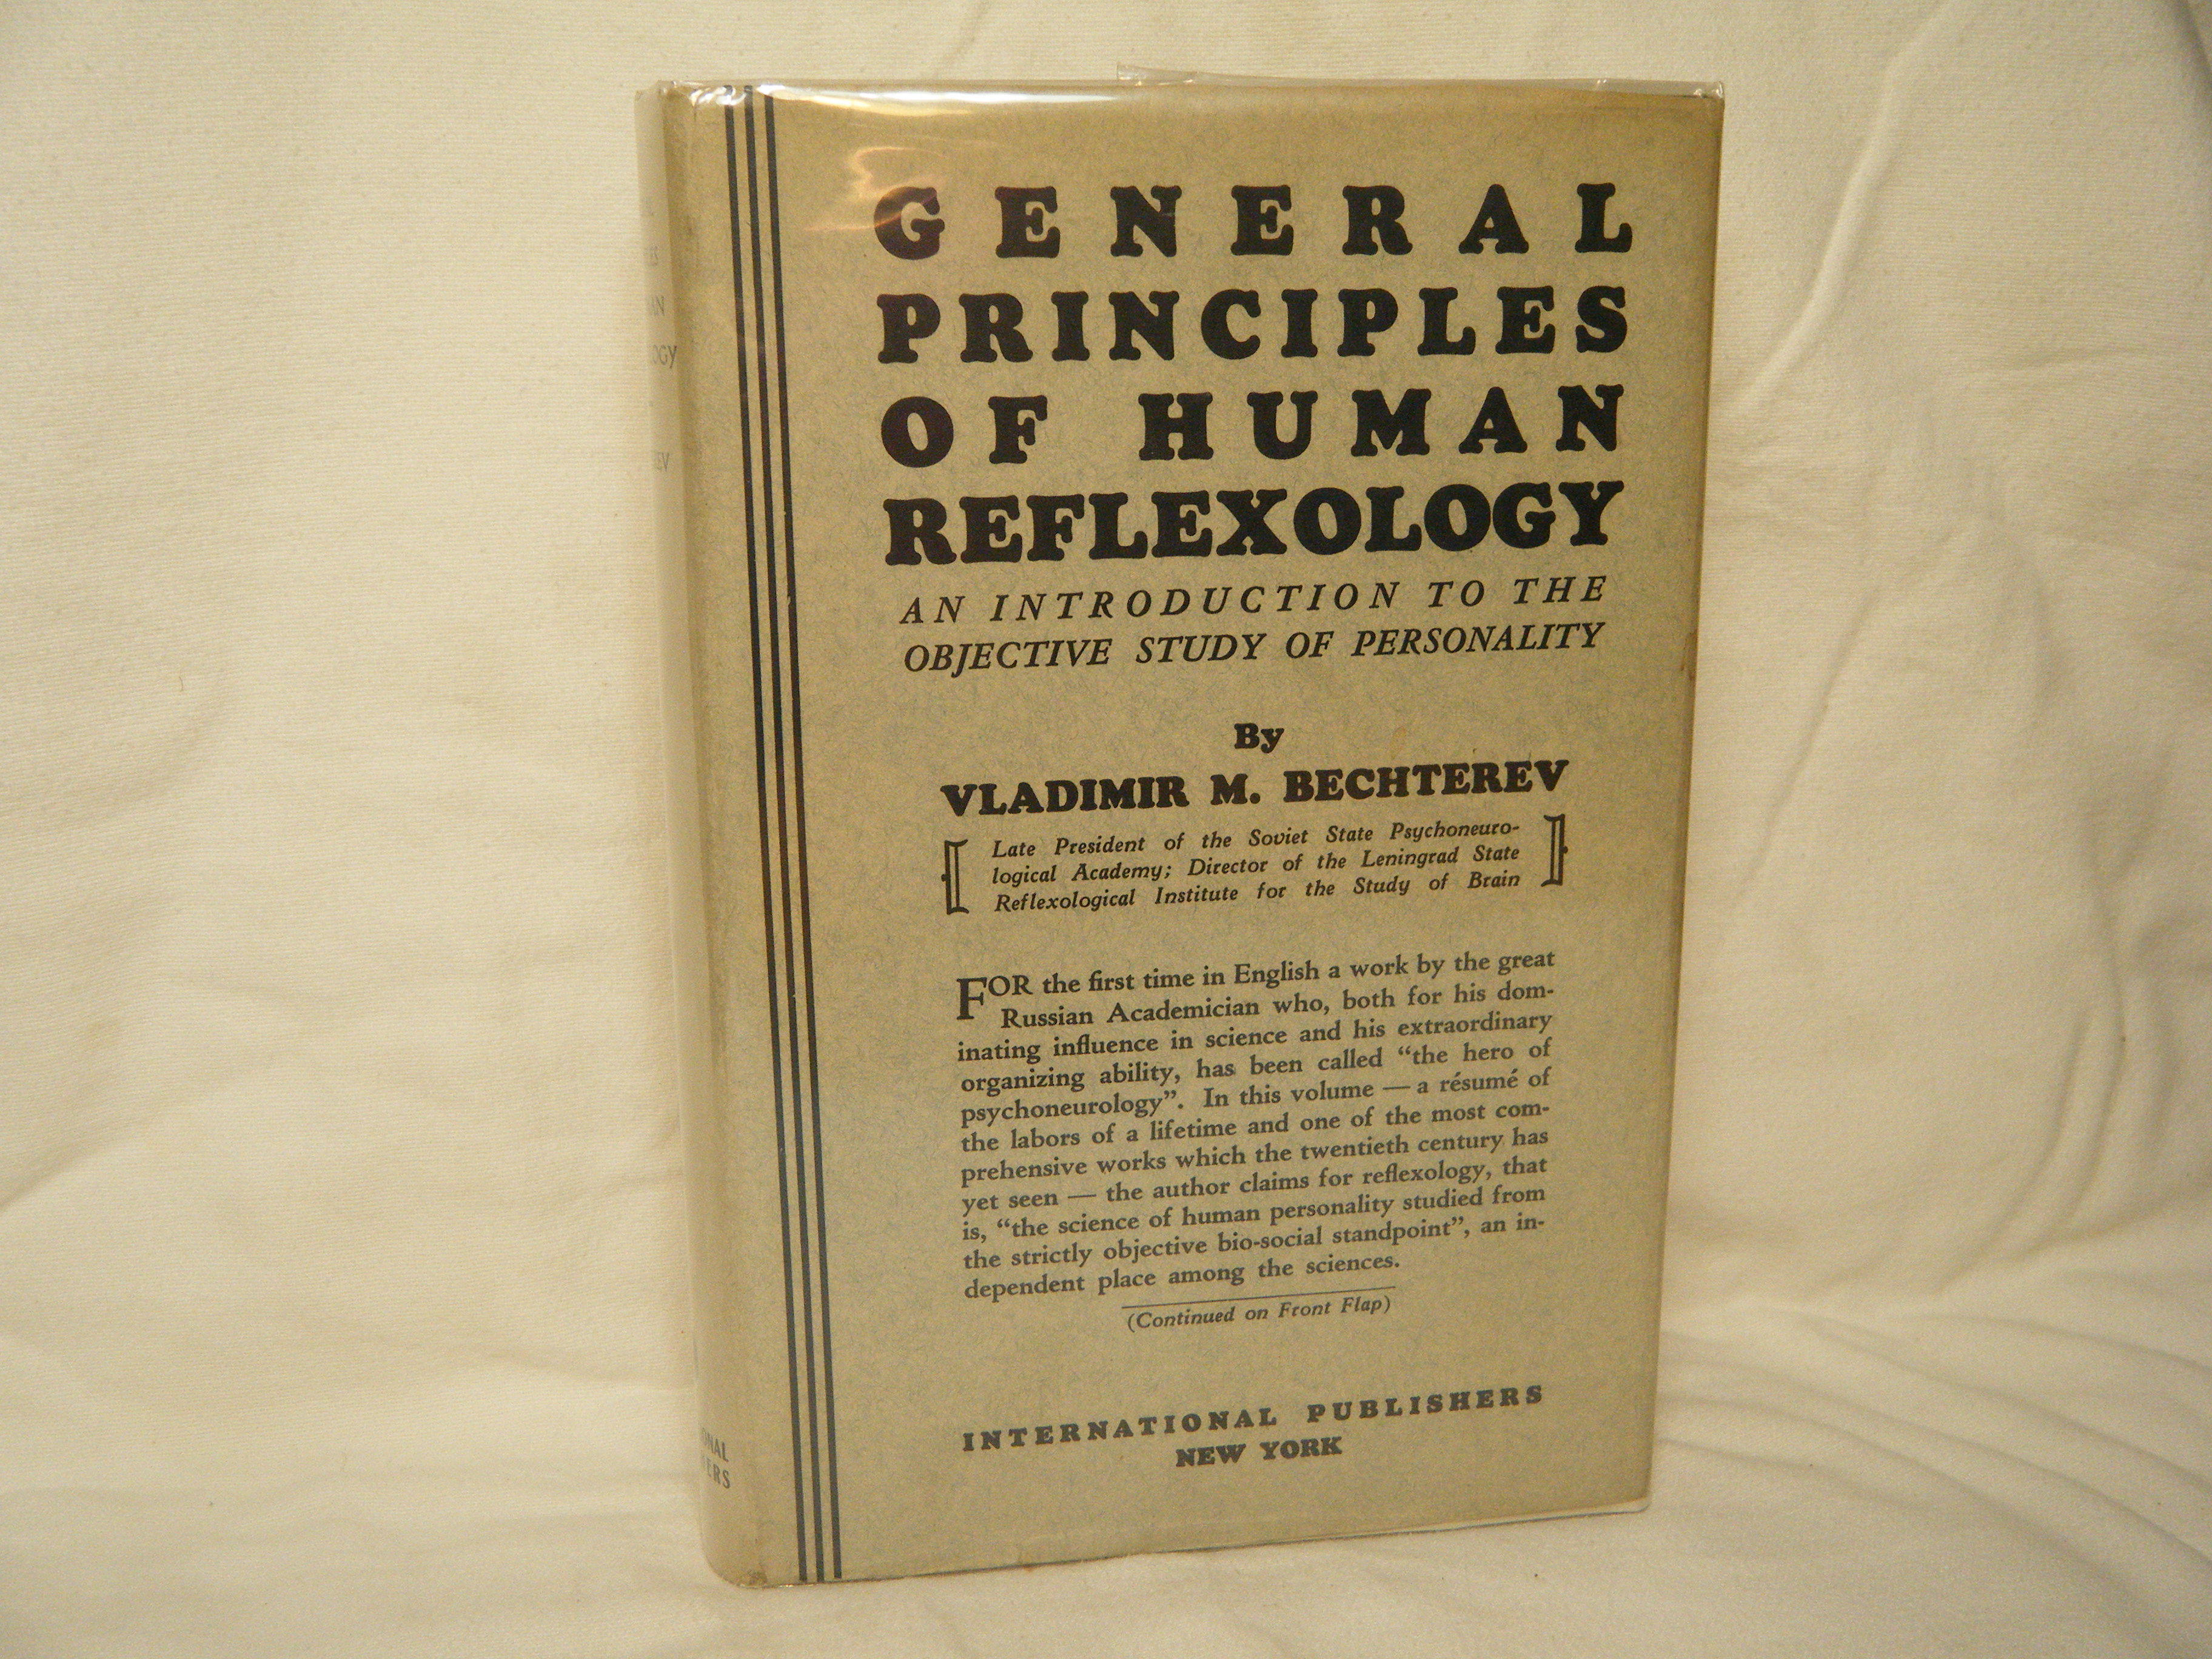 GENERAL
PRINCIPLES
OF HUMAN
REFLEXOLOGY
AN INTRODUCTION TO THE
OBJECTIVE STUDY OF PERSONALITY
By
VLADIMIR M. BECHTEREV
[Late President of the Soviet State Psychoneuro-
logical Academy; Director of the Leningrad State
Reflexological Institute for the Study of Brain]
FOR the first time in English a work by the great
Russian Academician who, both for his dom-
inating influence in science and his extraordinary
organizing ability, has been called “the hero of
psychoneurology”. In this volume — a résumé of
the labors of a lifetime and one of the most com-
prehensive works which the twentieth century has
yet seen — the author claims for reflexology, that
is, “the science of human personality studied from
the strictly objective bio-social standpoint”, an in-
dependent place among the sciences.
(Continued on Front Flap)
INTERNATIONAL PUBLISHERS
NEW YORK